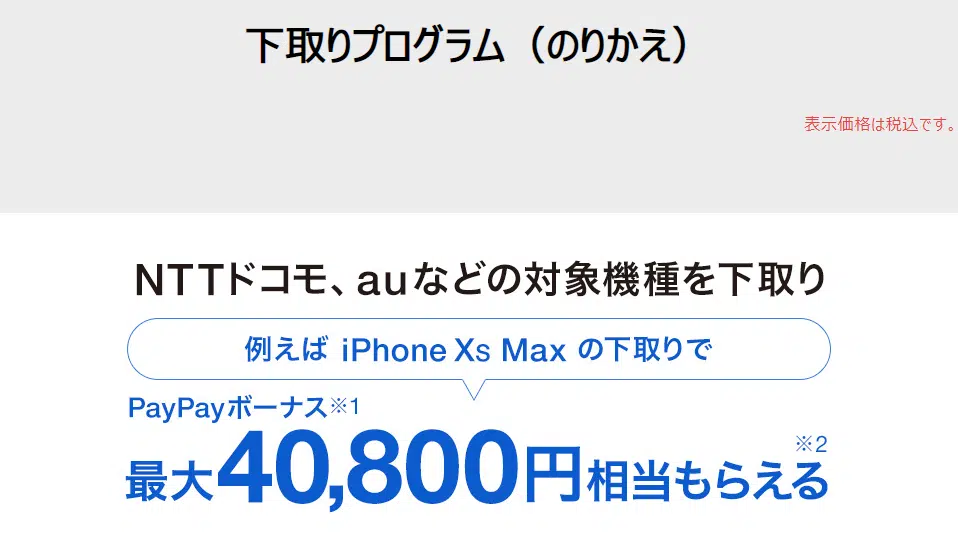 下取りプログラム（のりかえ）
表示価格は税込です。
NTTドコモ、auなどの対象機種を下取り
例えば iPhone Xs Max の下取りで
PayPayボーナス※1
最大40,800円相当もらえる※2